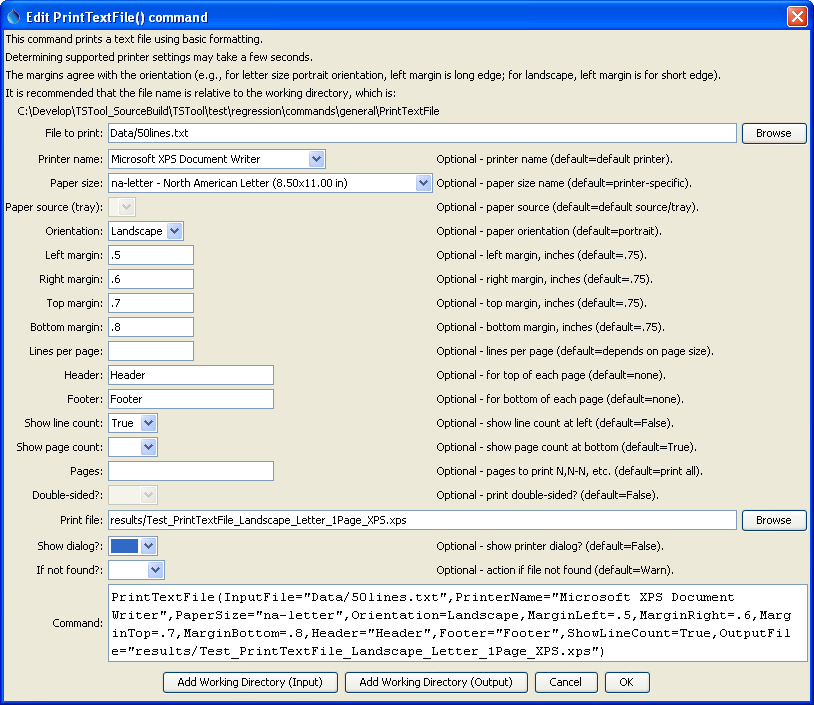 Edit PrintTextFile() command
This command prints a text file using basic formatting.
Determining supported printer settings may take a few seconds.
The margins agree with the orientation (e.g., for letter size portrait orientation, left margin is long edge; for landscape, left margin is for short edge).
It is recommended that the file name is relative to the working directory, which is:
C:\Develop\TSTool_SourceBuild\TSTool\test\regression\commands\general\PrintTextFile
File to print: Data/50lines.txt Browse
Printer name: Microsoft XPS Document Writer Optional - printer name (default=default printer).
Paper size: na-letter - North American Letter (8.50x11.00 in) Optional - paper size name (default=printer-specific).
Paper source (tray): Optional - paper source (default=default source/tray).
Orientation: Landscape Optional - paper orientation (default=portrait).
Left margin: .5 Optional - left margin, inches (default=.75).
Right margin: .6 Optional - right margin, inches (default=.75).
Top margin: .7 Optional - top margin, inches (default=.75).
Bottom margin: .8 Optional - bottom margin, inches (default=.75).
Lines per page: Optional - lines per page (default=depends on page size).
Header: Header Optional - for top of each page (default=none).
Footer: Footer Optional - for bottom of each page (default=none).
Show line count: True Optional - show line count at left (default=False).
Show page count: Optional - show page count at bottom (default=True).
Pages: Optional - pages to print N,N-N, etc. (default=print all).
Double-sided?: Optional - print double-sided? (default=False).
Print file: results/Test_PrintTextFile_Landscape_Letter_1Page_XPS.xps Browse
Show dialog?: Optional - show printer dialog? (default=False).
If not found?: Optional - action if file not found (default=Warn).
Command: PrintTextFile(InputFile="Data/50lines.txt",PrinterName="Microsoft XPS Document
Writer",PaperSize="na-letter",Orientation=Landscape,MarginLeft=.5,MarginRight=.6,Marg
inTop=.7,MarginBottom=.8,Header="Header",Footer="Footer",ShowLineCount=True,OutputFil
e="results/Test_PrintTextFile_Landscape_Letter_1Page_XPS.xps")
Add Working Directory (Input) Add Working Directory (Output) Cancel OK